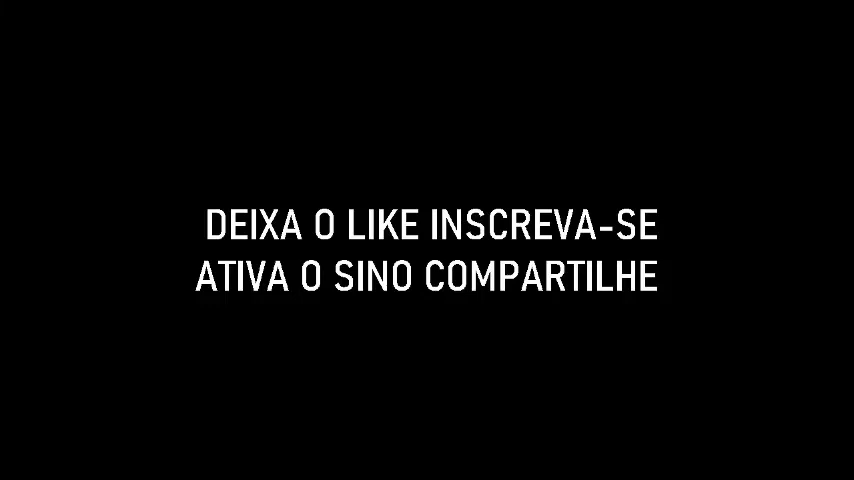 DEIXA O LIKE INSCREVA-SE
ATIVA O SINO COMPARTILHE